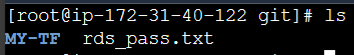 [root@ip-172-31-40-122 git]# ls
MY-TF  rds_pass.txt